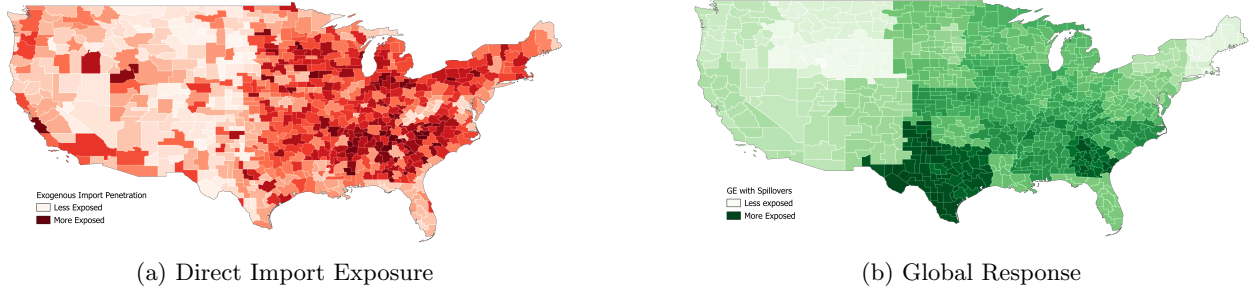 Exogenous Import Penetration
Less Exposed
More Exposed
GE with Spillovers
Less exposed
More Exposed
(a) Direct Import Exposure
(b) Global Response